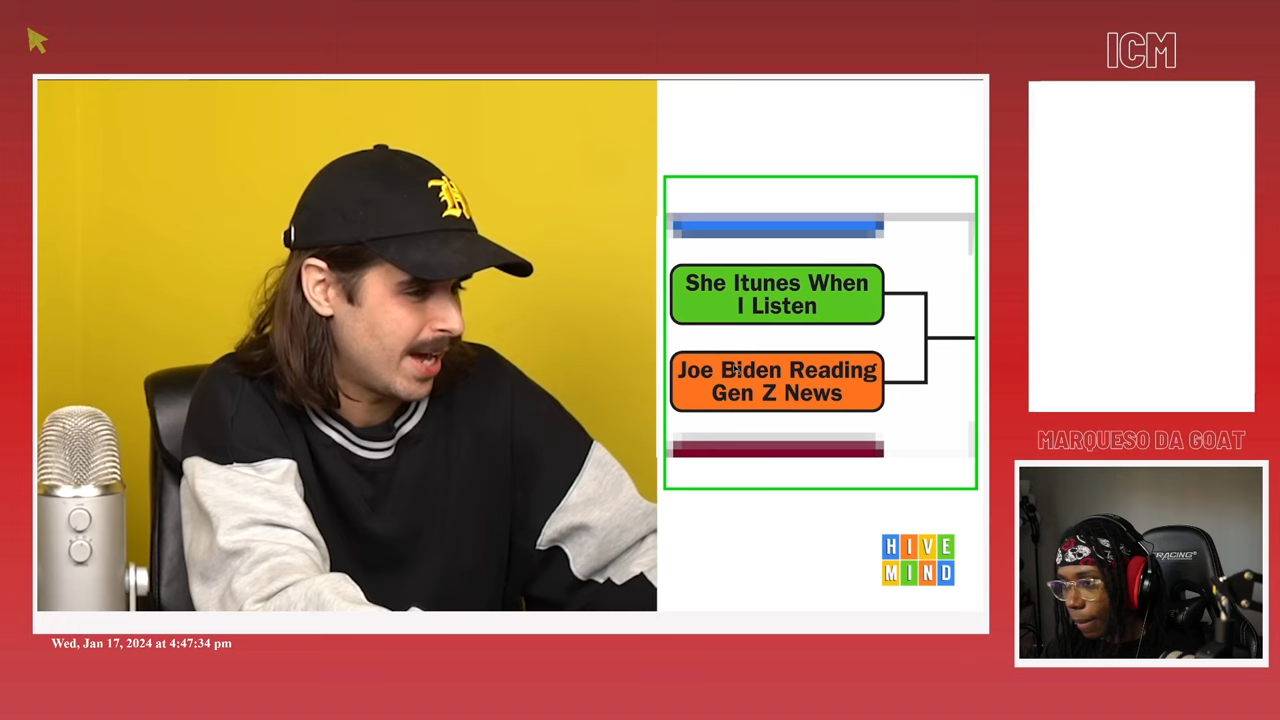 ICM
She Itunes When
I Listen
Joe Biden Reading
Gen Z News
HIVE
MIND
MARQUESO DA GOAT
RACING
Wed, Jan 17, 2024 at 4:47:34 pm